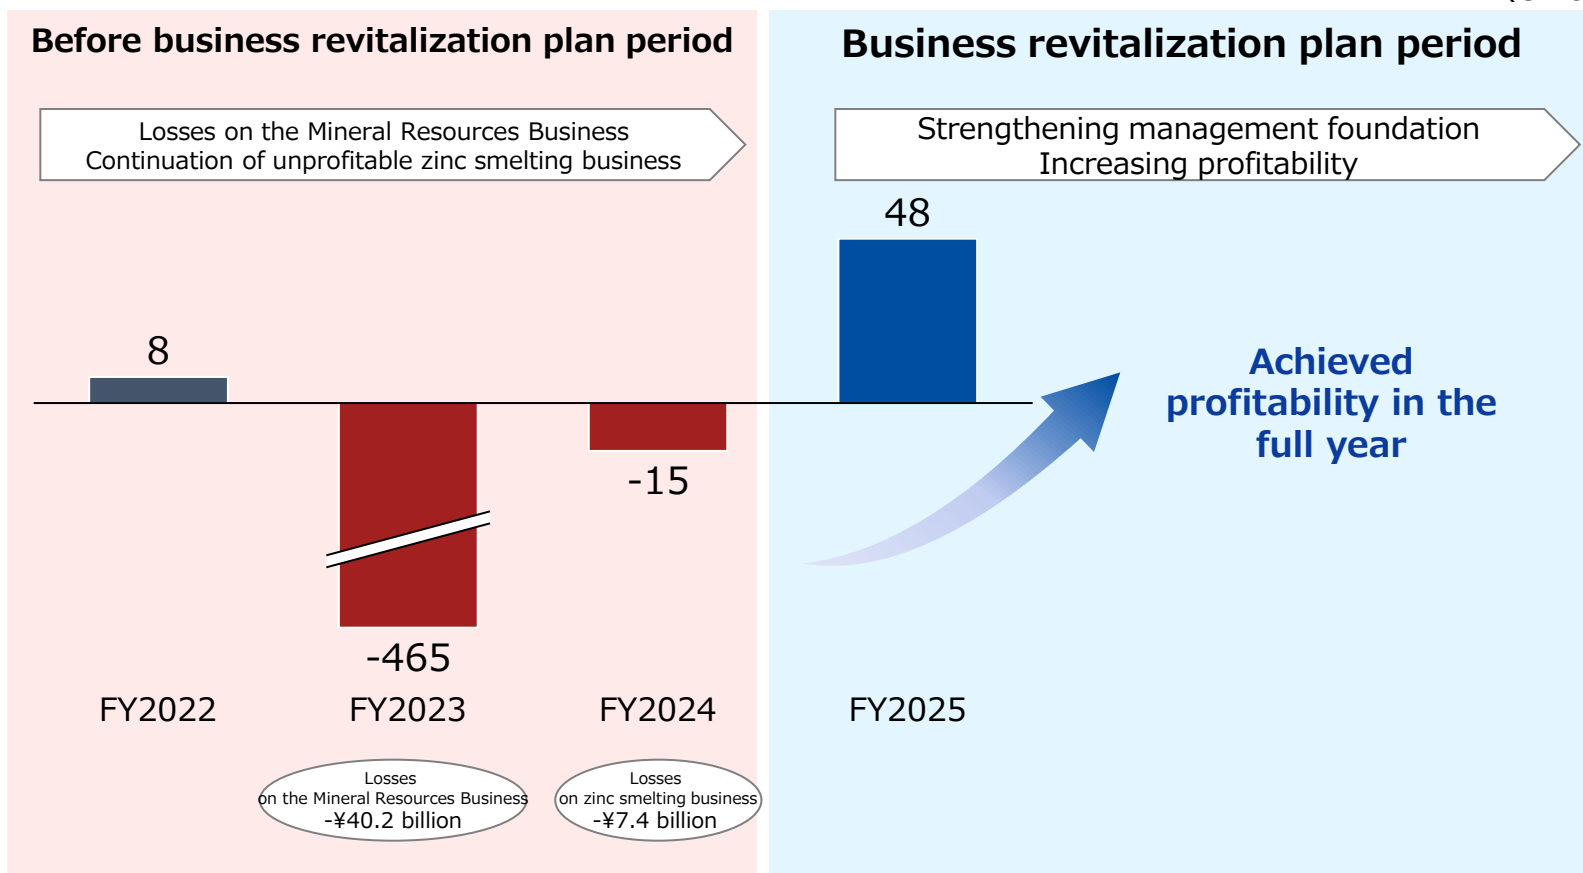 Before business revitalization plan period
Losses on the Mineral Resources Business
Continuation of unprofitable zinc smelting business
8
-465
-15
FY2022
FY2023
FY2024
Losses
on the Mineral Resources Business
-¥40.2 billion
Losses
on zinc smelting business
-¥7.4 billion
Business revitalization plan period
Strengthening management foundation
Increasing profitability
48
Achieved
profitability in the
full year
FY2025